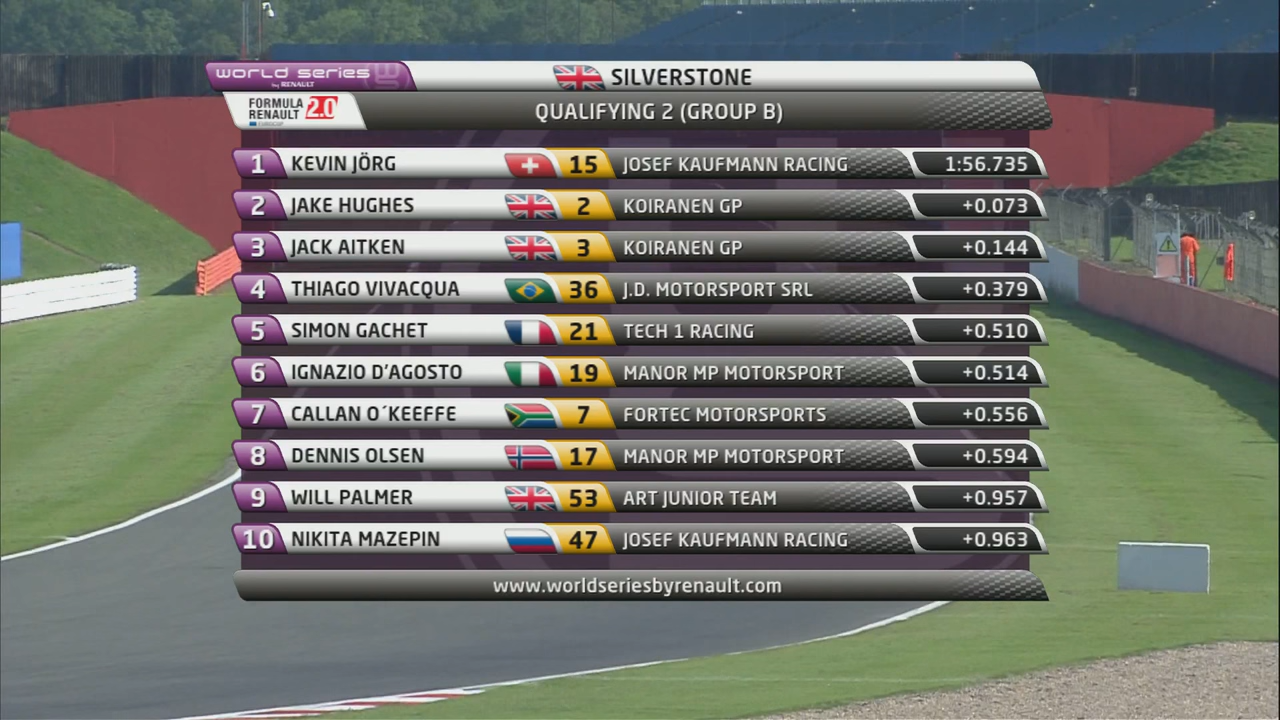 world series by RENAULT
SILVERSTONE
FORMULA RENAULT 2.0 EUROCUP
QUALIFYING 2 (GROUP B)
1 KEVIN JÖRG 15 JOSEF KAUFMANN RACING 1:56.735
2 JAKE HUGHES 2 KOIRANEN GP +0.073
3 JACK AITKEN 3 KOIRANEN GP +0.144
4 THIAGO VIVACQUA 36 J.D. MOTORSPORT SRL +0.379
5 SIMON GACHET 21 TECH 1 RACING +0.510
6 IGNAZIO D'AGOSTO 19 MANOR MP MOTORSPORT +0.514
7 CALLAN O´KEEFFE 7 FORTEC MOTORSPORTS +0.556
8 DENNIS OLSEN 17 MANOR MP MOTORSPORT +0.594
9 WILL PALMER 53 ART JUNIOR TEAM +0.957
10 NIKITA MAZEPIN 47 JOSEF KAUFMANN RACING +0.963
www.worldseriesbyrenault.com